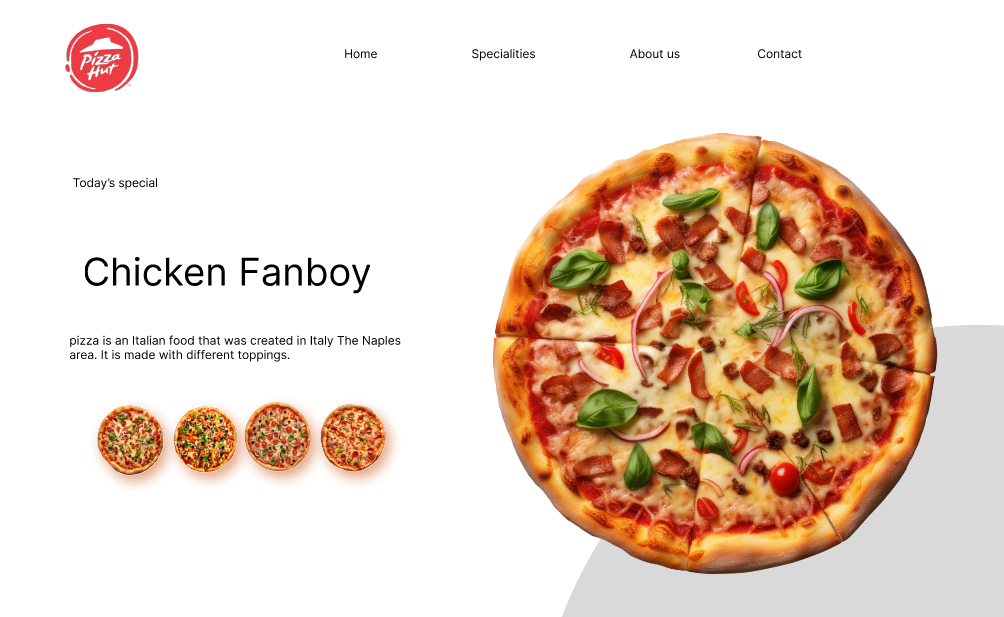 Pizza
Hut
Home
Specialities
About us
Contact
Today's special
Chicken Fanboy
pizza is an Italian food that was created in Italy The Naples
area. It is made with different toppings.